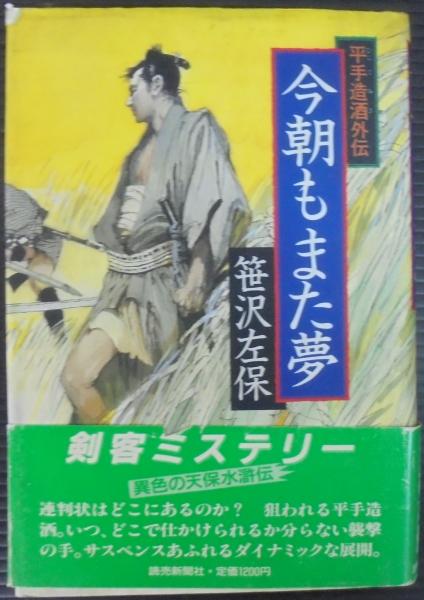 平手造酒外伝
今朝もまた夢
笹沢左保
剣客ミステリー
異色の天保水滸伝
連判状はどこにあるのか？　狙われる平手造
酒。いつ、どこで仕かけられるか分らない襲撃
の手。サスペンスあふれるダイナミックな展開。
読売新聞社・定価1200円